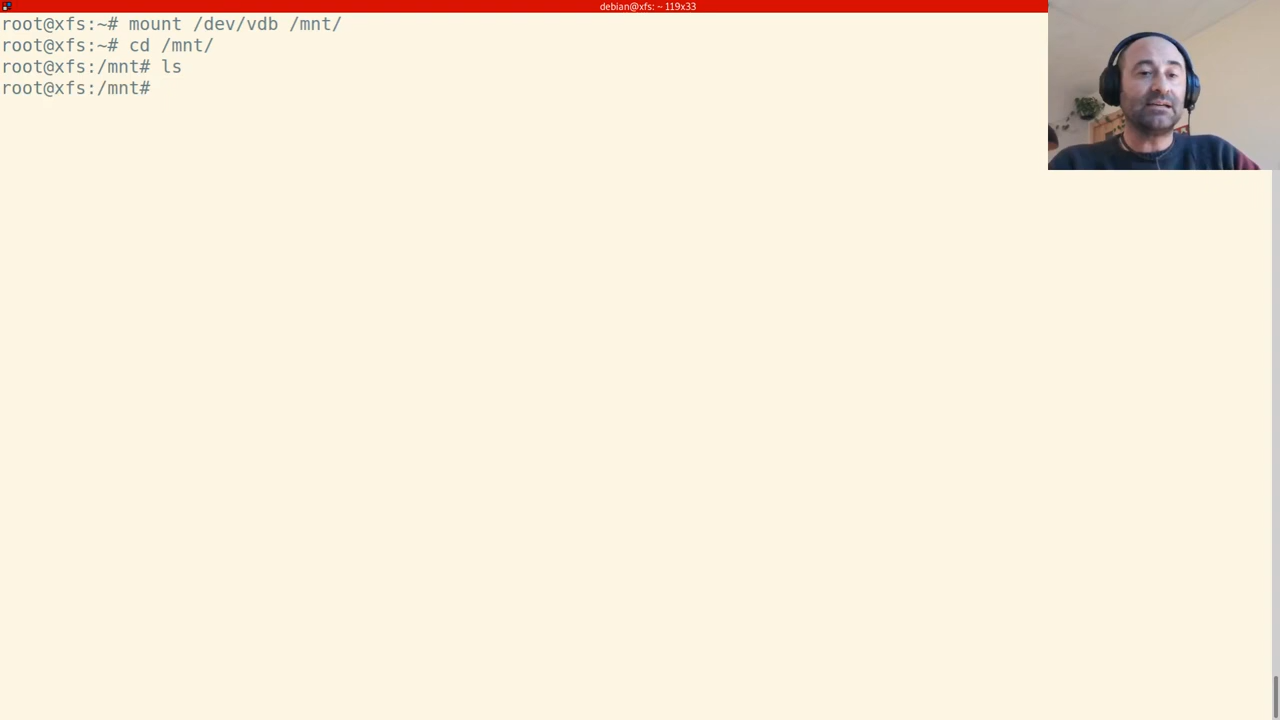 debian@xfs: ~ 119x33
root@xfs:~# mount /dev/vdb /mnt/
root@xfs:~# cd /mnt/
root@xfs:/mnt# ls
root@xfs:/mnt#